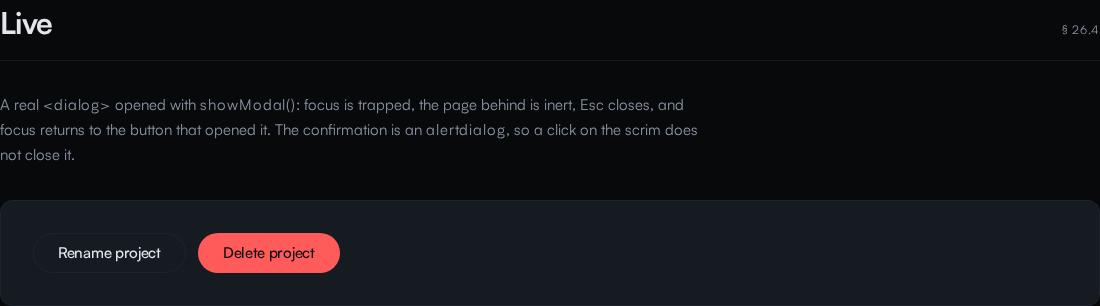 Live
§ 26.4
A real <dialog> opened with showModal(): focus is trapped, the page behind is inert, Esc closes, and
focus returns to the button that opened it. The confirmation is an alertdialog, so a click on the scrim does
not close it.
Rename project
Delete project